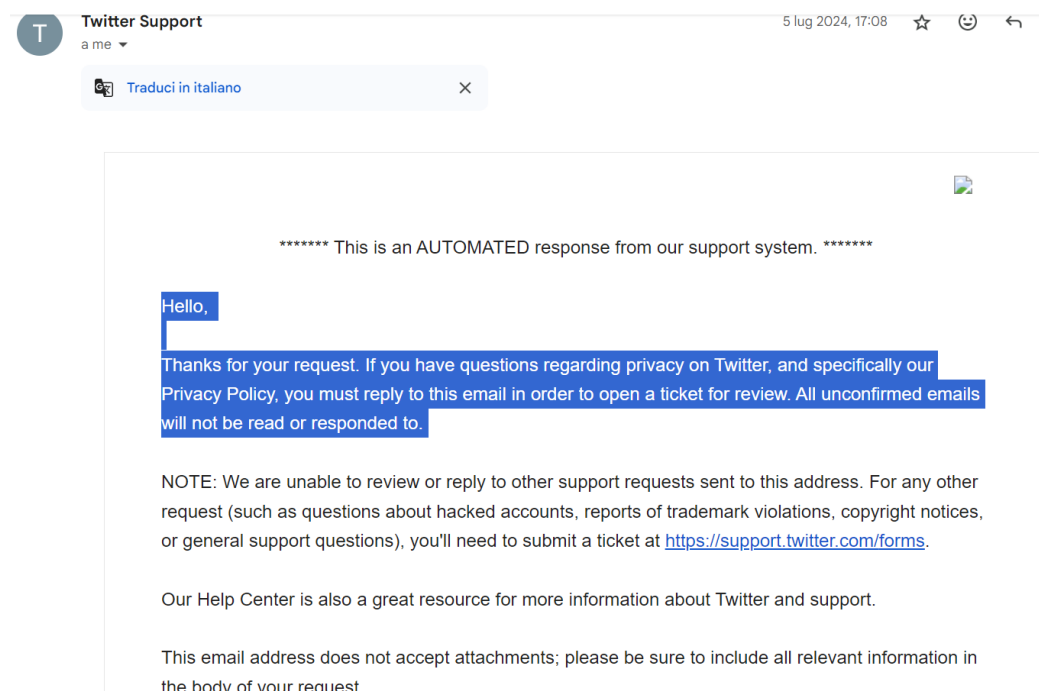 T
Twitter Support
5 lug 2024, 17:08
a me
Traduci in italiano
******* This is an AUTOMATED response from our support system. *******
Hello,
Thanks for your request. If you have questions regarding privacy on Twitter, and specifically our
Privacy Policy, you must reply to this email in order to open a ticket for review. All unconfirmed emails
will not be read or responded to.
NOTE: We are unable to review or reply to other support requests sent to this address. For any other
request (such as questions about hacked accounts, reports of trademark violations, copyright notices,
or general support questions), you'll need to submit a ticket at https://support.twitter.com/forms.
Our Help Center is also a great resource for more information about Twitter and support.
This email address does not accept attachments; please be sure to include all relevant information in
the body of your request.